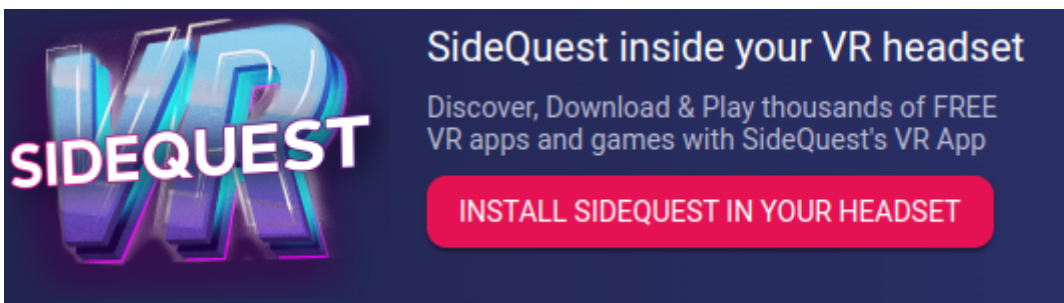 VR
SIDEQUEST
SideQuest inside your VR headset
Discover, Download & Play thousands of FREE
VR apps and games with SideQuest's VR App
INSTALL SIDEQUEST IN YOUR HEADSET